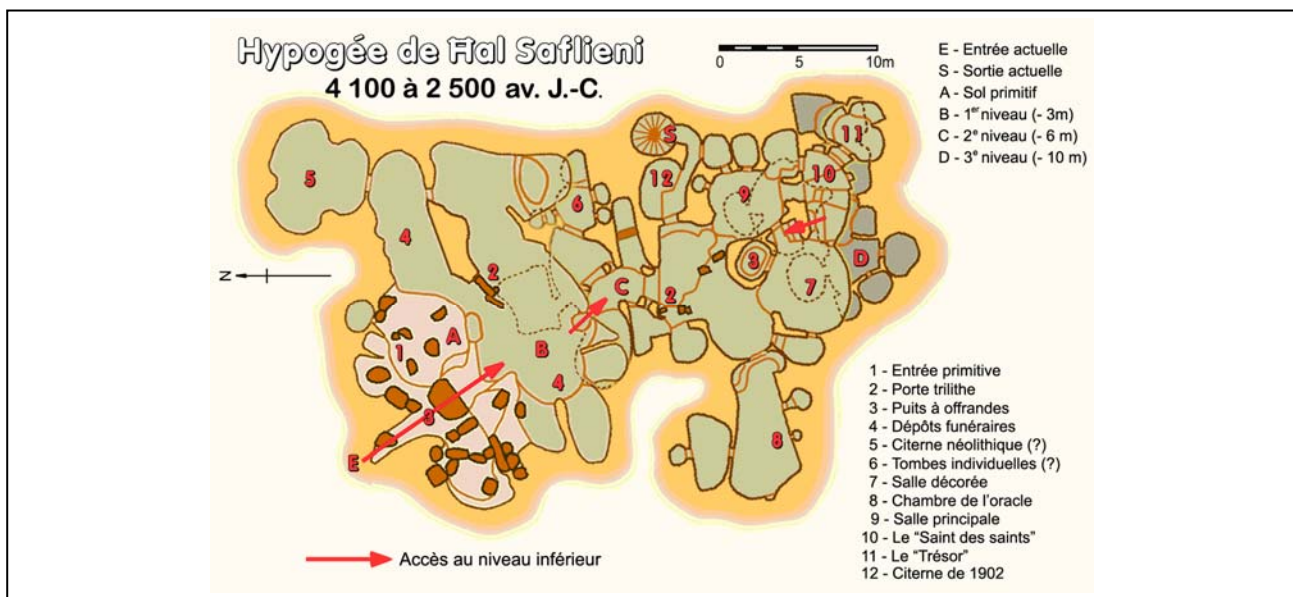 Hypogée de Ħal Saflieni
4 100 à 2 500 av. J.-C.
0 5 10m
E - Entrée actuelle
S - Sortie actuelle
A - Sol primitif
B - 1er niveau (- 3m)
C - 2e niveau (- 6 m)
D - 3e niveau (- 10 m)
S
11
5
12
10
6
9
4
3
D
N
2
C
7
2
1
A
B
4
3
8
E
1 - Entrée primitive
2 - Porte trilithe
3 - Puits à offrandes
4 - Dépôts funéraires
5 - Citerne néolithique (?)
6 - Tombes individuelles (?)
7 - Salle décorée
8 - Chambre de l'oracle
9 - Salle principale
10 - Le "Saint des saints"
11 - Le "Trésor"
12 - Citerne de 1902
Accès au niveau inférieur